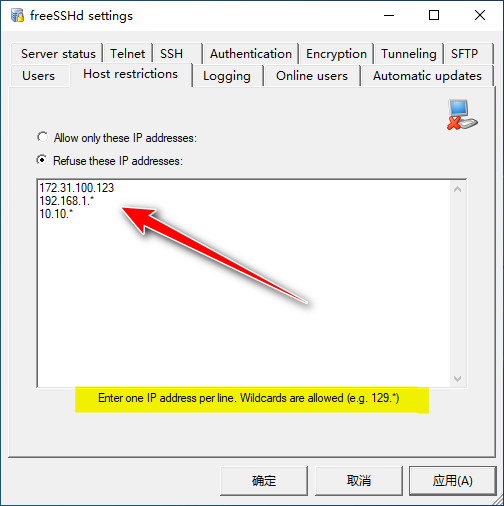 freeSSHd settings
Server status Telnet SSH Authentication Encryption Tunneling SFTP
Users Host restrictions Logging Online users Automatic updates
Allow only these IP addresses:
Refuse these IP addresses:
172.31.100.123
192.168.1.*
10.10.*
Enter one IP address per line. Wildcards are allowed (e.g. 129.*)
确定 取消 应用(A)